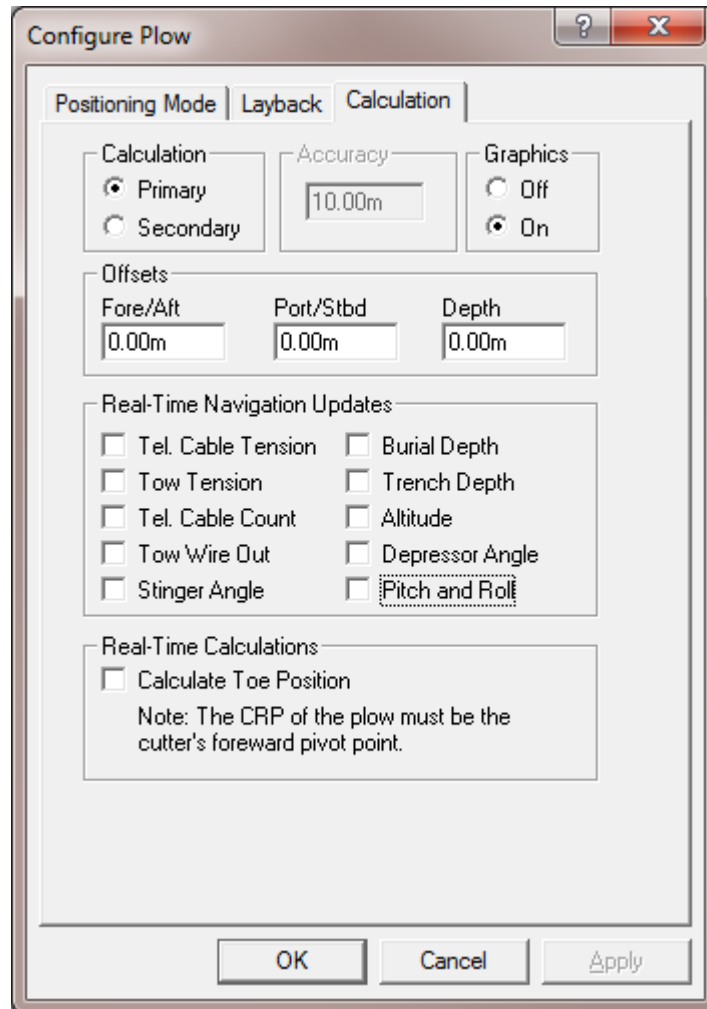 Configure Plow
Positioning Mode Layback Calculation
Calculation Accuracy Graphics
Primary 10.00m Off
Secondary On
Offsets
Fore/Aft Port/Stbd Depth
0.00m 0.00m 0.00m
Real-Time Navigation Updates
Tel. Cable Tension Burial Depth
Tow Tension Trench Depth
Tel. Cable Count Altitude
Tow Wire Out Depressor Angle
Stinger Angle Pitch and Roll
Real-Time Calculations
Calculate Toe Position
Note: The CRP of the plow must be the
cutter's foreward pivot point.
OK Cancel Apply